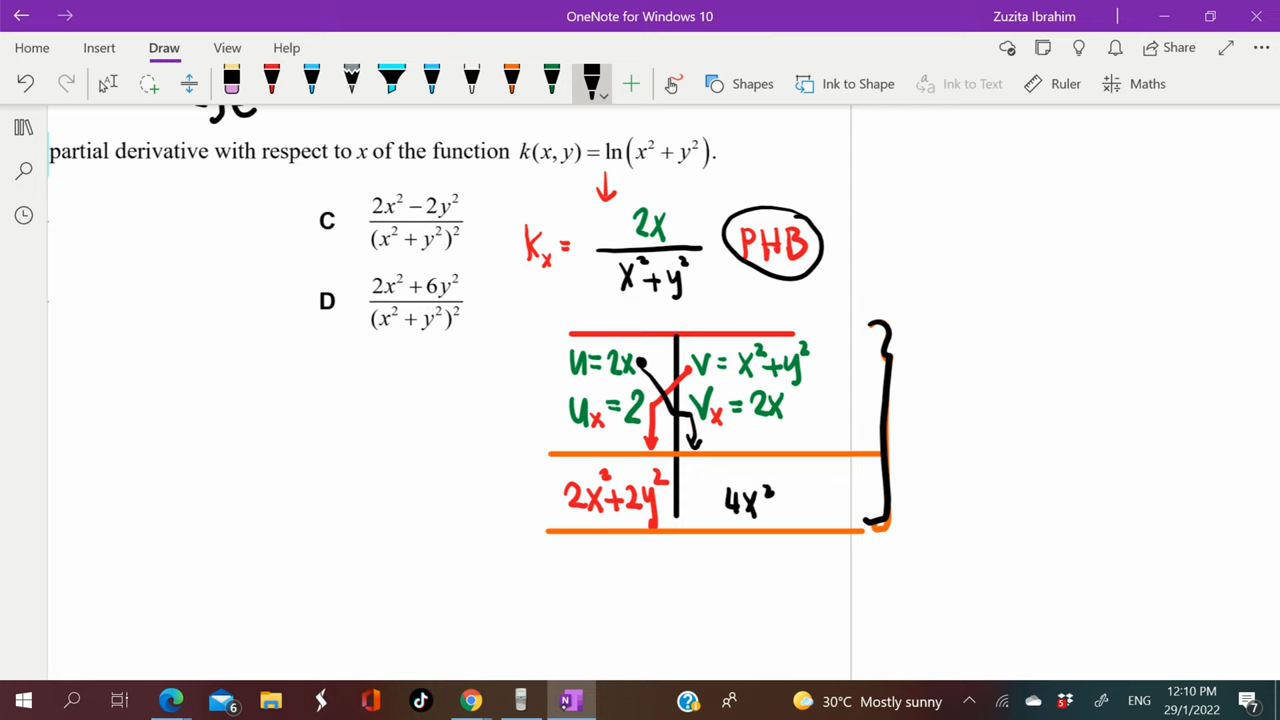 OneNote for Windows 10
Zuzita Ibrahim
Home Insert Draw View Help
Share
Shapes Ink to Shape Ink to Text Ruler Maths
partial derivative with respect to x of the function k(x, y) = ln(x² + y²).
C (2x² − 2y²)/(x² + y²)²
D (2x² + 6y²)/(x² + y²)²
Kx = 2x/(x² + y²)
PHB
u = 2x v = x² + y²
ux = 2 vx = 2x
2x² + 2y² 4x²
6
30°C Mostly sunny
ENG
12:10 PM
29/1/2022
7